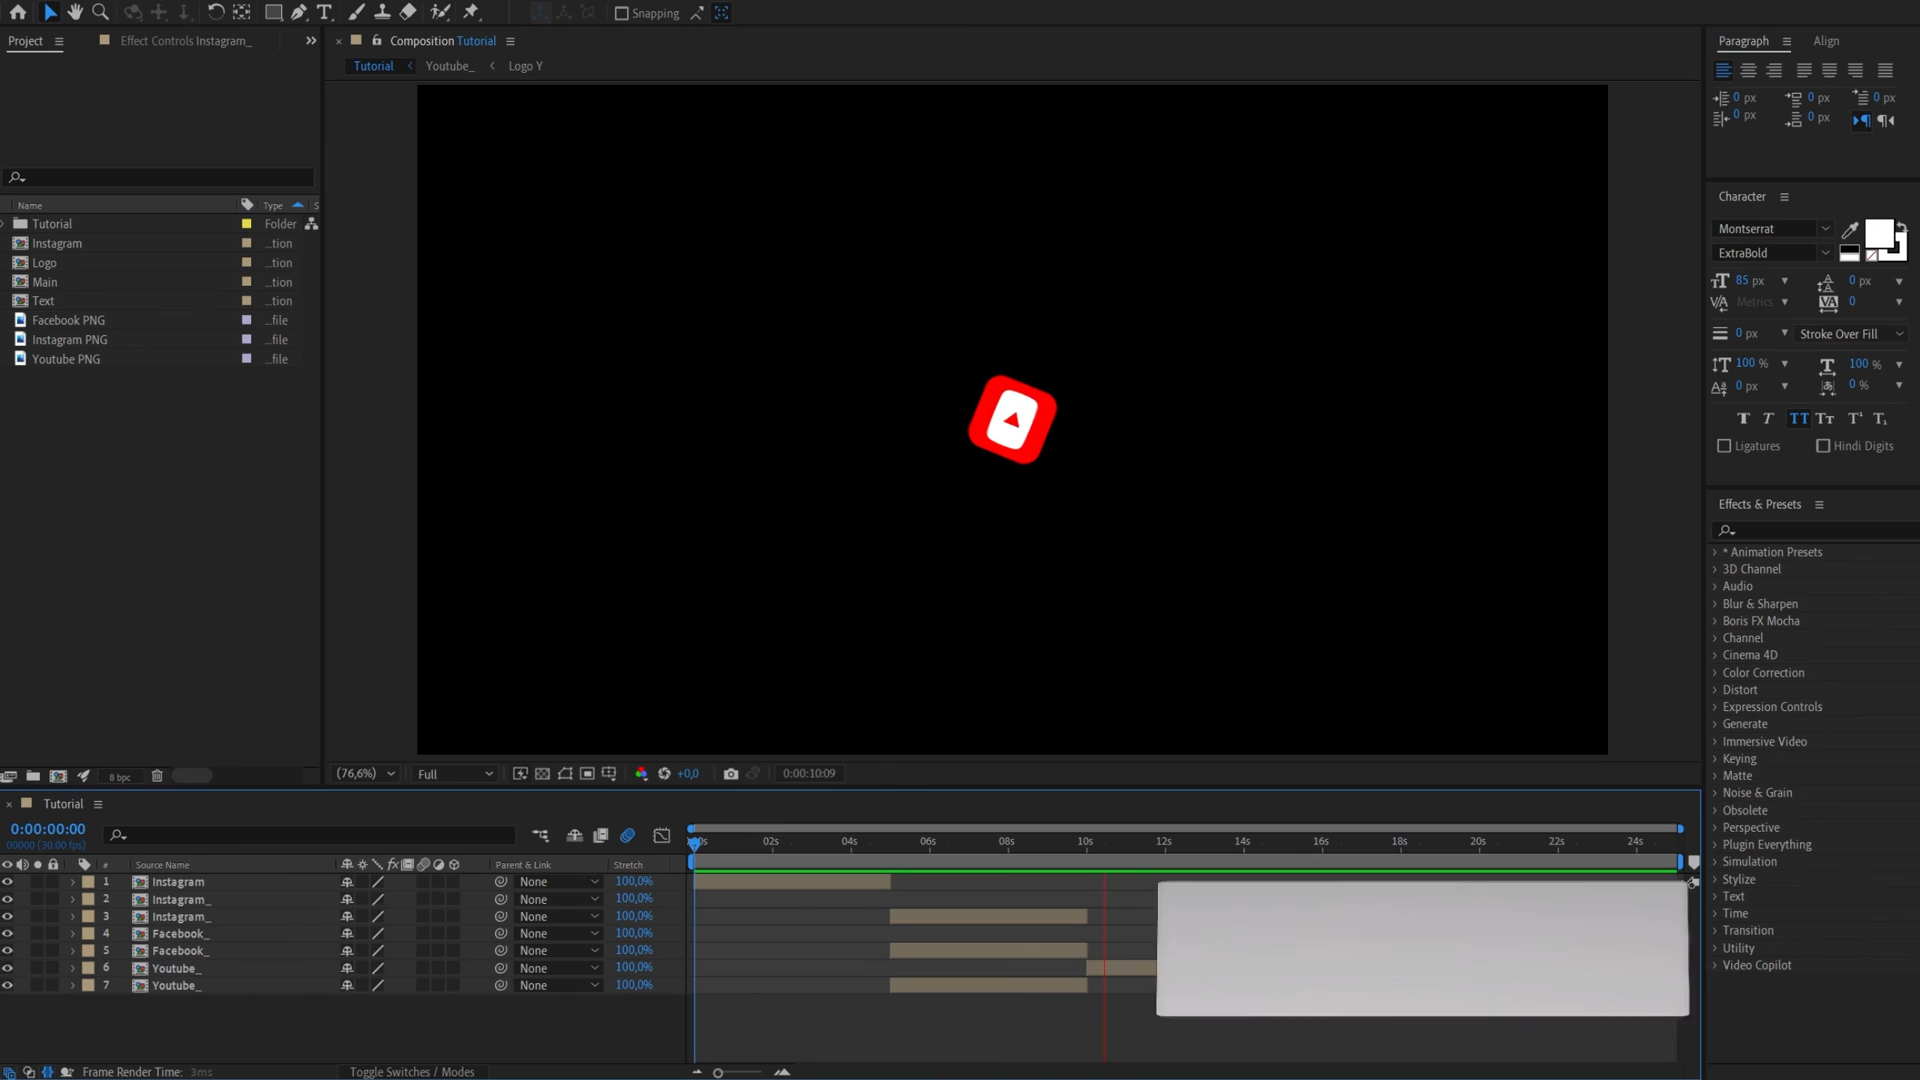 Snapping
Project
Effect Controls Instagram_
Composition Tutorial
Tutorial
Youtube_
Logo Y
Name
Type
S
Tutorial
Folder
Instagram
...tion
Logo
...tion
Main
...tion
Text
...tion
Facebook PNG
...file
Instagram PNG
...file
Youtube PNG
...file
8 bpc
(76,6%)
Full
+0,0
0:00:10:09
Paragraph
Align
0 px
0 px
0 px
0 px
0 px
Character
Montserrat
ExtraBold
85 px
0 px
Metrics
0
0 px
Stroke Over Fill
100 %
100 %
0 px
0 %
Ligatures
Hindi Digits
Effects & Presets
* Animation Presets
3D Channel
Audio
Blur & Sharpen
Boris FX Mocha
Channel
Cinema 4D
Color Correction
Distort
Expression Controls
Generate
Immersive Video
Keying
Matte
Noise & Grain
Obsolete
Perspective
Plugin Everything
Simulation
Stylize
Text
Time
Transition
Utility
Video Copilot
Tutorial
0:00:00:00
00000 (30.00 fps)
02s
04s
06s
08s
10s
12s
14s
16s
18s
20s
22s
24s
# Source Name
Parent & Link
Stretch
1 Instagram None 100,0%
2 Instagram_ None 100,0%
3 Instagram_ None 100,0%
4 Facebook_ None 100,0%
5 Facebook_ None 100,0%
6 Youtube_ None 100,0%
7 Youtube_ None 100,0%
Frame Render Time: 3ms
Toggle Switches / Modes